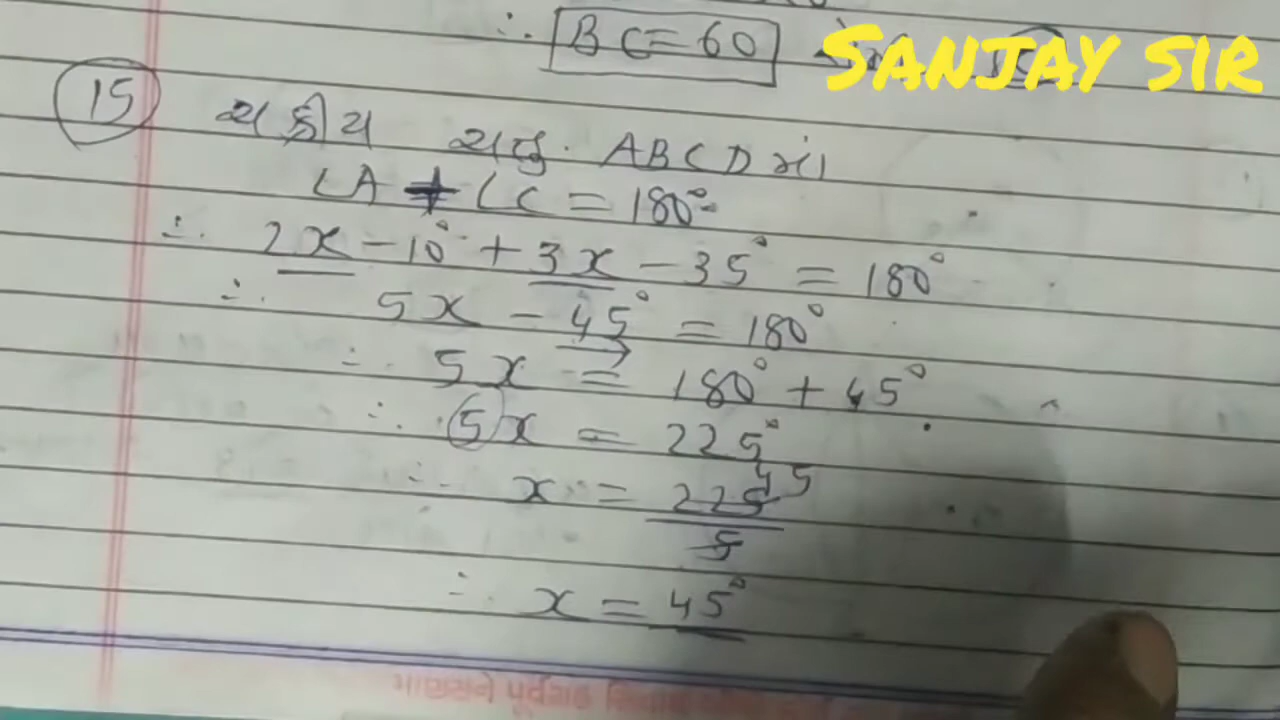 ∴ BC = 60
SANJAY SIR
15 ચક્રીય ચતુ. ABCD માં
∠A + ∠C = 180°
∴ 2x - 10° + 3x - 35° = 180°
∴ 5x - 45° = 180°
∴ 5x = 180° + 45°
∴ 5x = 225°
∴ x = 225/5 45
∴ x = 45°